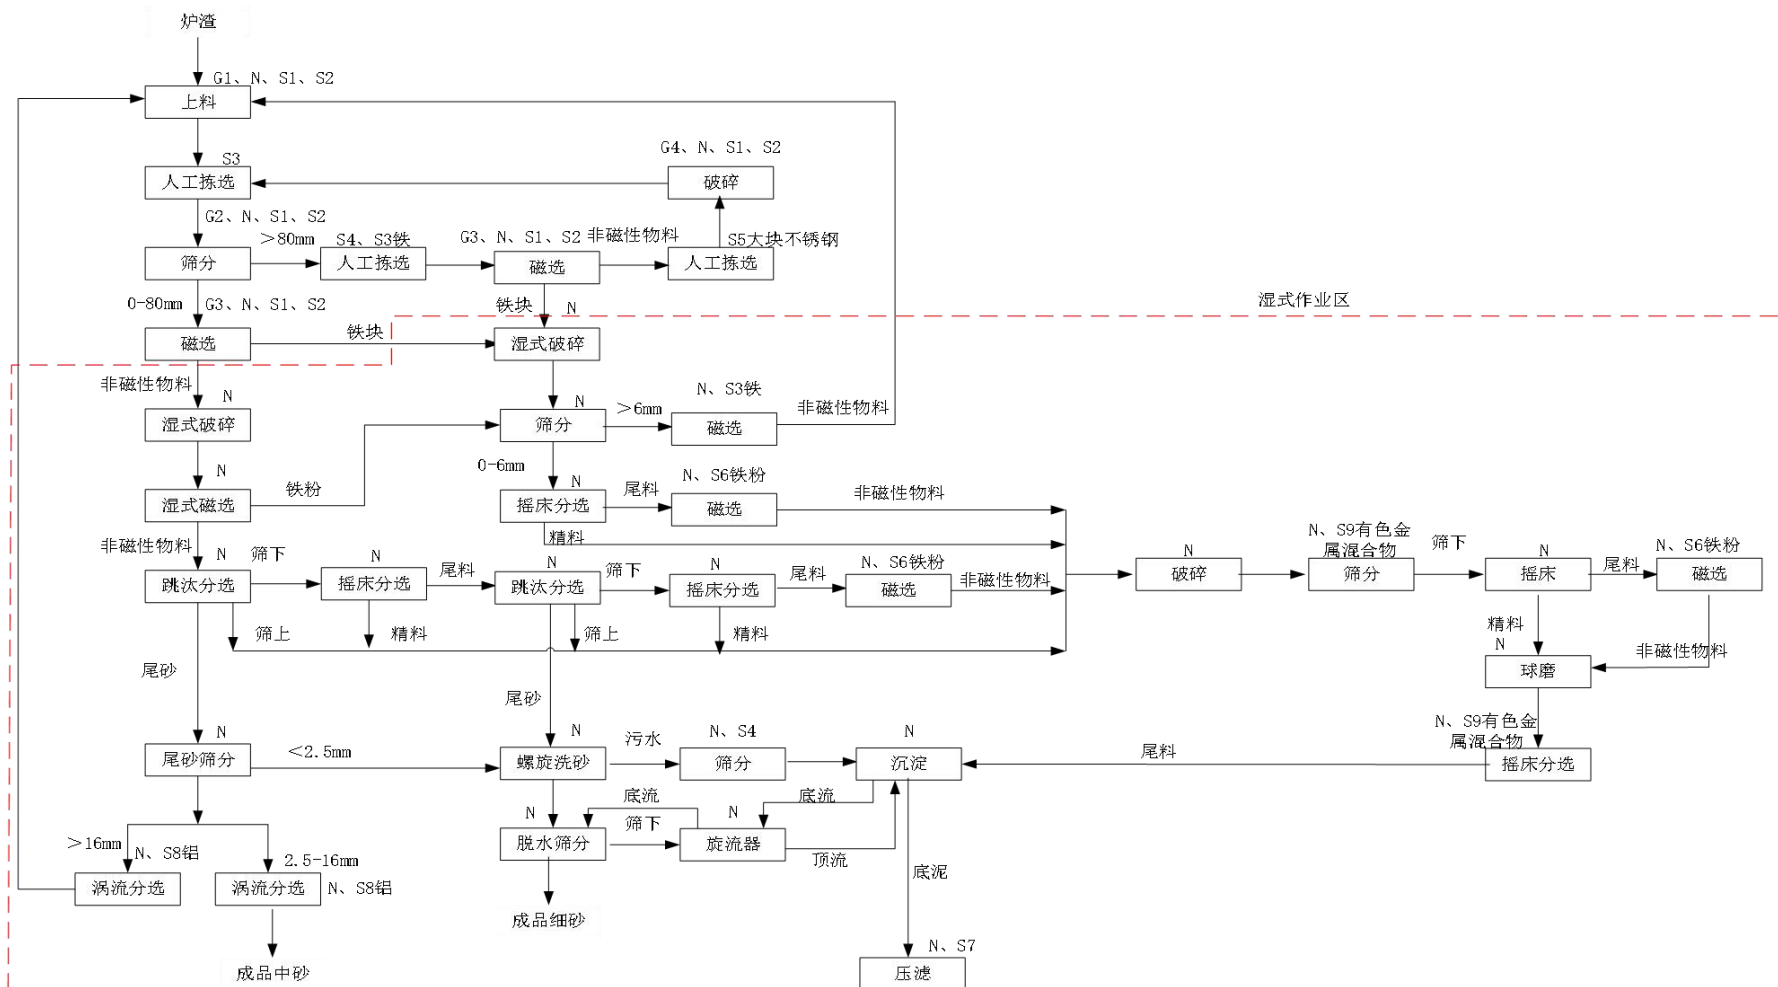 炉渣
G1、N、S1、S2
上料
S3
人工拣选
G4、N、S1、S2
破碎
G2、N、S1、S2
>80mm
S4、S3铁
G3、N、S1、S2
非磁性物料
S5大块不锈钢
筛分
人工拣选
磁选
人工拣选
0-80mm
G3、N、S1、S2
铁块
N
湿式作业区
磁选
铁块
湿式破碎
非磁性物料
N
湿式破碎
N
筛分
>6mm
N、S3铁
磁选
非磁性物料
N
湿式磁选
铁粉
0-6mm
N
摇床分选
尾料
N、S6铁粉
磁选
非磁性物料
精料
非磁性物料
N
跳汰分选
筛下
N
摇床分选
尾料
N
跳汰分选
筛下
N
摇床分选
尾料
N、S6铁粉
磁选
非磁性物料
N
破碎
N、S9有色金
属混合物
筛分
筛下
N
摇床
尾料
N、S6铁粉
磁选
筛上
精料
筛上
精料
精料
N
非磁性物料
球磨
尾砂
尾砂
N
尾砂筛分
<2.5mm
N
螺旋洗砂
污水
N、S4
筛分
N
沉淀
尾料
N、S9有色金
属混合物
摇床分选
N
脱水筛分
底流
筛下
N
旋流器
底流
顶流
>16mm
N、S8铝
涡流分选
2.5-16mm
涡流分选
N、S8铝
底泥
成品细砂
成品中砂
N、S7
压滤